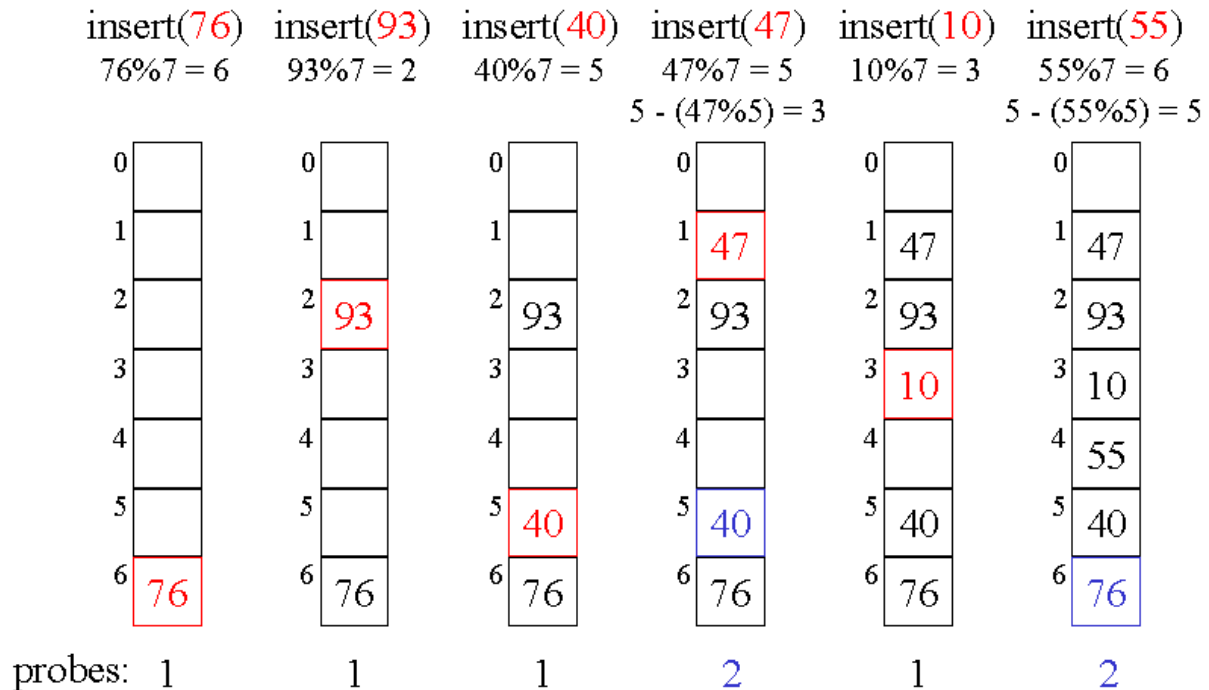 insert(76) insert(93) insert(40) insert(47) insert(10) insert(55)
76%7 = 6 93%7 = 2 40%7 = 5 47%7 = 5 10%7 = 3 55%7 = 6
5 - (47%5) = 3 5 - (55%5) = 5
0 0 0 0 0 0
1 1 1 1 47 1 47 1 47
2 2 93 2 93 2 93 2 93 2 93
3 3 3 3 3 10 3 10
4 4 4 4 4 4 55
5 5 5 40 5 40 5 40 5 40
6 76 6 76 6 76 6 76 6 76 6 76
probes: 1 1 1 2 1 2